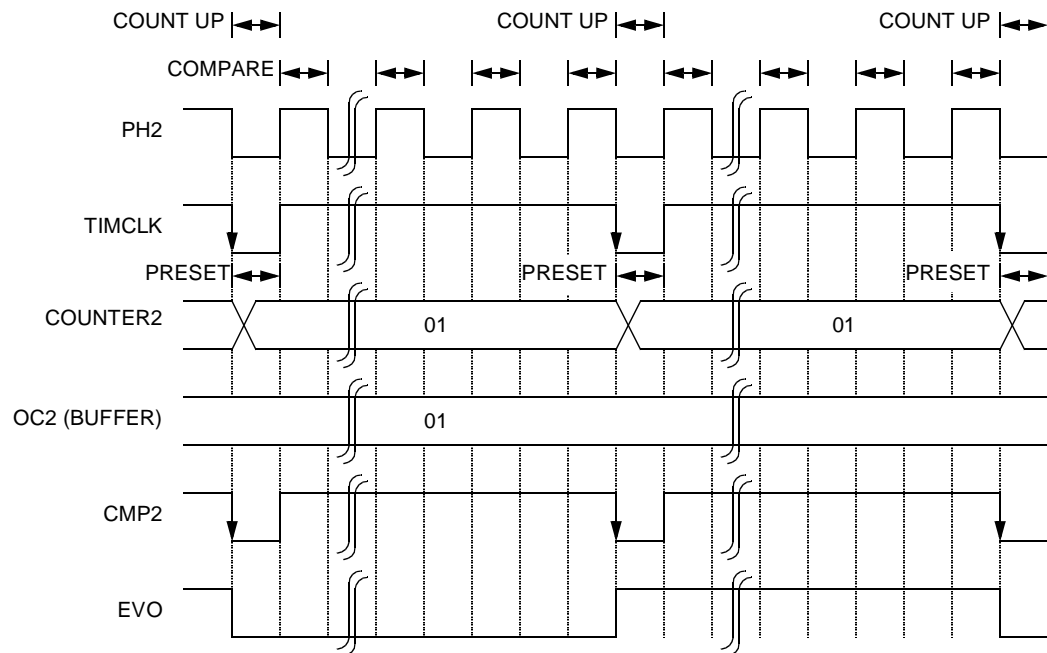 COUNT UP COUNT UP COUNT UP
COMPARE
PH2
TIMCLK
PRESET PRESET PRESET
COUNTER2 01 01
OC2 (BUFFER) 01
CMP2
EVO